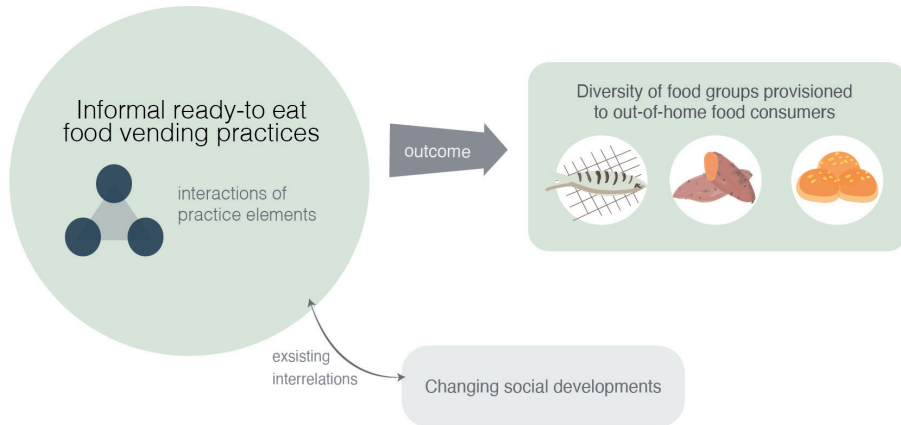 Informal ready-to eat
food vending practices
interactions of
practice elements
outcome
Diversity of food groups provisioned
to out-of-home food consumers
exsisting
interrelations
Changing social developments